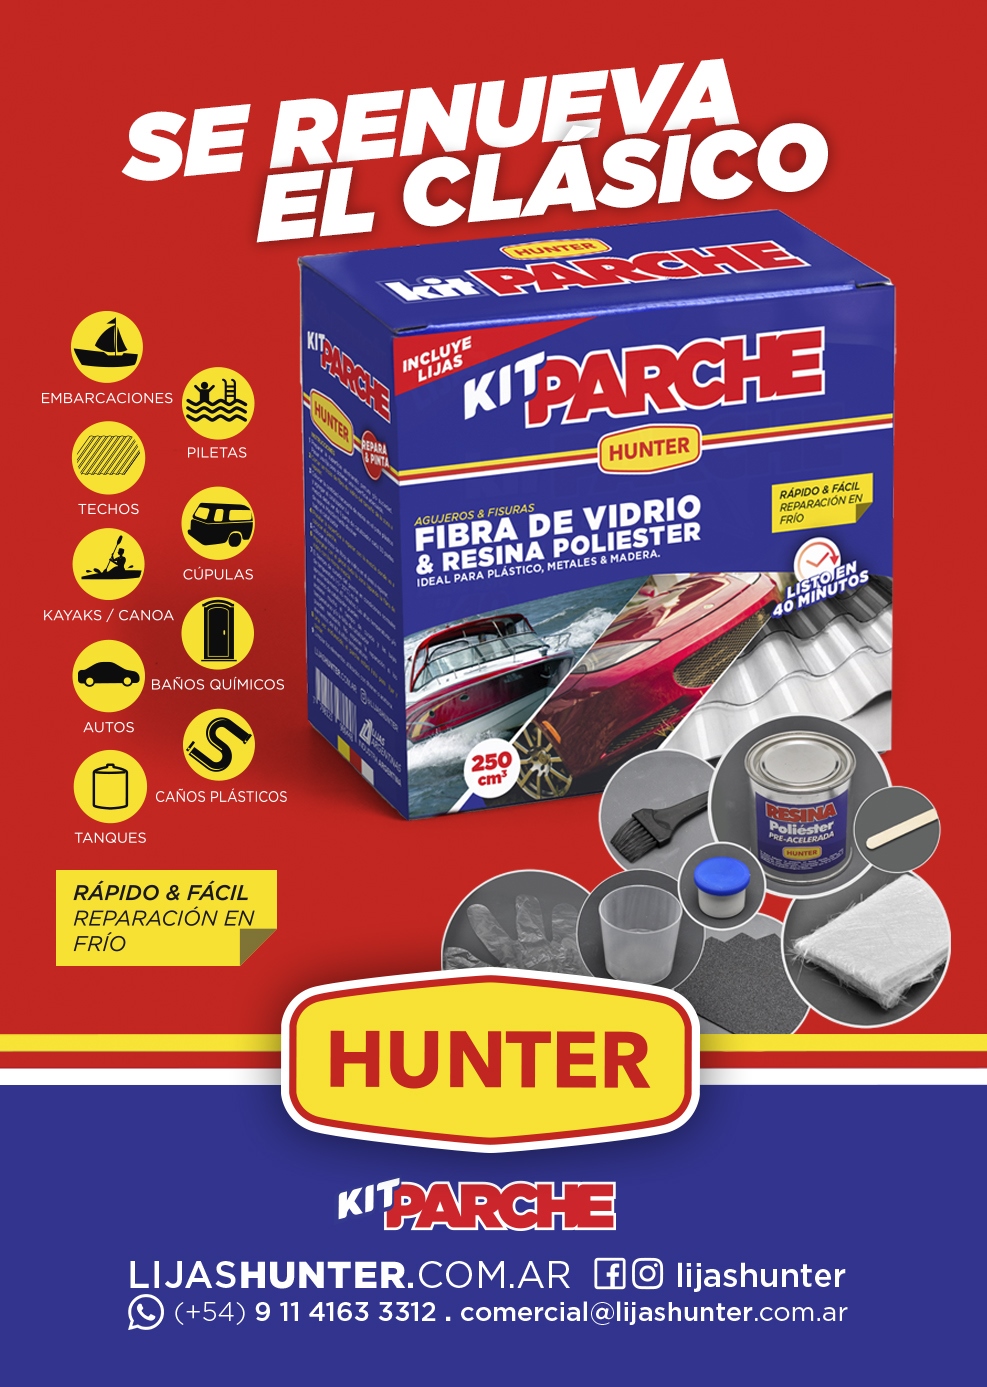 SE RENUEVA
EL CLÁSICO
HUNTER
kit PARCHE
INCLUYE
LIJAS
KIT PARCHE
HUNTER
KIT PARCHE
HUNTER
REPARA
& PINTA
AGUJEROS & FISURAS
FIBRA DE VIDRIO
& RESINA POLIESTER
IDEAL PARA PLÁSTICO, METALES & MADERA.
RÁPIDO & FÁCIL
REPARACIÓN EN
FRÍO
LISTO EN
40 MINUTOS
250
cm³
LIJAS
ARGENTINAS
INDUSTRIA ARGENTINA
EMBARCACIONES
PILETAS
TECHOS
CÚPULAS
KAYAKS / CANOA
BAÑOS QUÍMICOS
AUTOS
CAÑOS PLÁSTICOS
TANQUES
RESINA
Poliéster
PRE-ACELERADA
HUNTER
RÁPIDO & FÁCIL
REPARACIÓN EN
FRÍO
HUNTER
KIT PARCHE
LIJASHUNTER.COM.AR lijashunter
(+54) 9 11 4163 3312 . comercial@lijashunter.com.ar